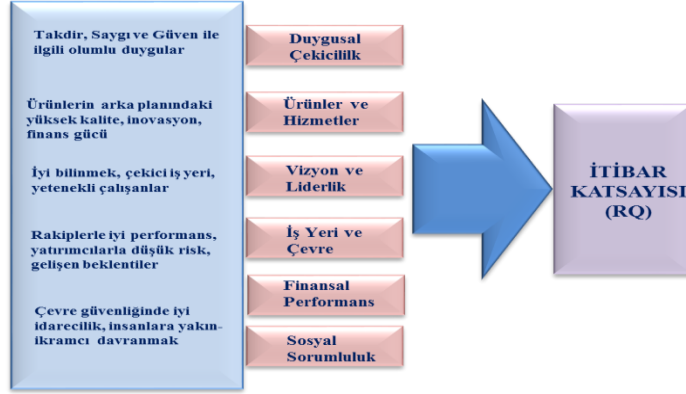 Takdir, Saygı ve Güven ile
ilgili olumlu duygular
Ürünlerin arka planındaki
yüksek kalite, inovasyon,
finans gücü
İyi bilinmek, çekici iş yeri,
yetenekli çalışanlar
Rakiplerle iyi performans,
yatırımcılarla düşük risk,
gelişen beklentiler
Çevre güvenliğinde iyi
idarecilik, insanlara yakın-
ikramcı davranmak
Duygusal
Çekicililk
Ürünler ve
Hizmetler
Vizyon ve
Liderlik
İş Yeri ve
Çevre
Finansal
Performans
Sosyal
Sorumluluk
İTİBAR
KATSAYISI
(RQ)